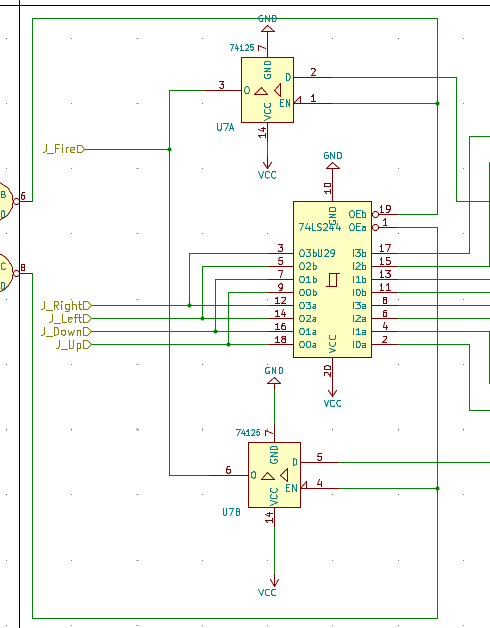 GND
74125
7
GND
D
2
3
O
EN
1
VCC
U7A
14
J_Fire
VCC
GND
10
B
6
D
GND
OEb
19
74LS244
OEa
1
3
O3b
U29
I3b
17
C
8
D
5
O2b
I2b
15
7
O1b
I1b
13
9
O0b
I0b
11
J_Right
12
O3a
I3a
8
J_Left
14
O2a
I2a
6
J_Down
16
O1a
I1a
4
J_Up
18
O0a
VCC
I0a
2
20
GND
VCC
74125
7
GND
D
5
6
O
EN
4
VCC
U7B
14
VCC